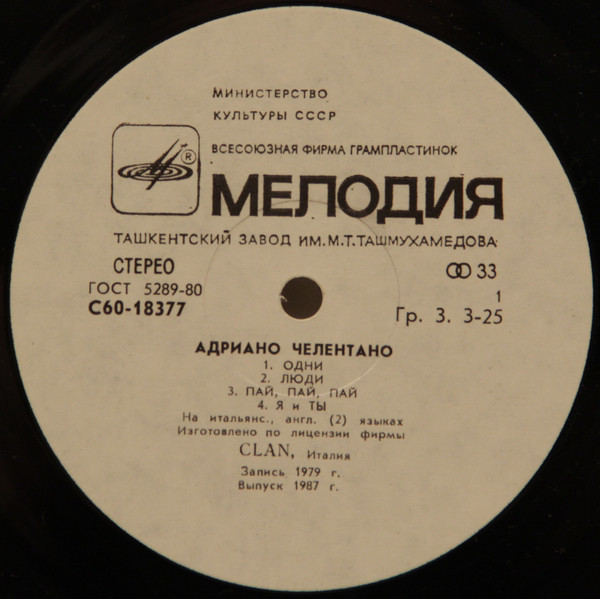 МИНИСТЕРСТВО
КУЛЬТУРЫ СССР
ВСЕСОЮЗНАЯ ФИРМА ГРАМПЛАСТИНОК
®
МЕЛОДИЯ
ТАШКЕНТСКИЙ ЗАВОД ИМ. М. Т. ТАШМУХАМЕДОВА
СТЕРЕО
ГОСТ 5289-80
С60-18377
33
1
Гр. 3. 3-25
АДРИАНО ЧЕЛЕНТАНО
1. ОДНИ
2. ЛЮДИ
3. ПАЙ, ПАЙ, ПАЙ
4. Я и ТЫ
На итальянс., англ. (2) языках
Изготовлено по лицензии фирмы
CLAN, Италия
Запись 1979 г.
Выпуск 1987 г.